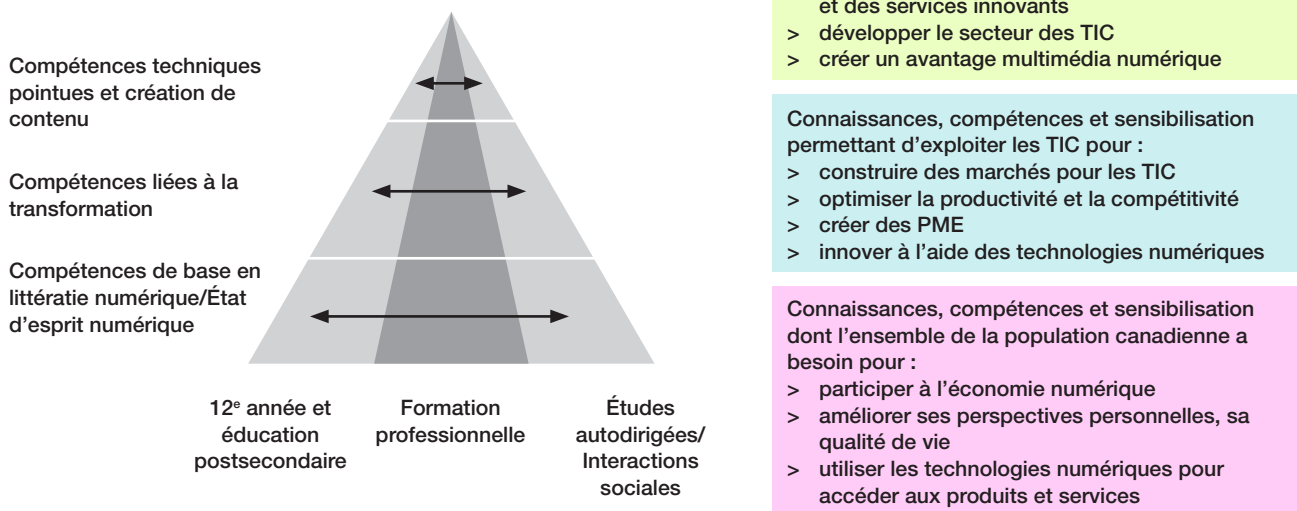 Compétences techniques
pointues et création de
contenu
Compétences liées à la
transformation
Compétences de base en
littératie numérique/État
d’esprit numérique
12e année et
éducation
postsecondaire
Formation
professionnelle
Études
autodirigées/
Interactions
sociales
et des services innovants
> développer le secteur des TIC
> créer un avantage multimédia numérique
Connaissances, compétences et sensibilisation
permettant d’exploiter les TIC pour :
> construire des marchés pour les TIC
> optimiser la productivité et la compétitivité
> créer des PME
> innover à l’aide des technologies numériques
Connaissances, compétences et sensibilisation
dont l’ensemble de la population canadienne a
besoin pour :
> participer à l’économie numérique
> améliorer ses perspectives personnelles, sa
qualité de vie
> utiliser les technologies numériques pour
accéder aux produits et services